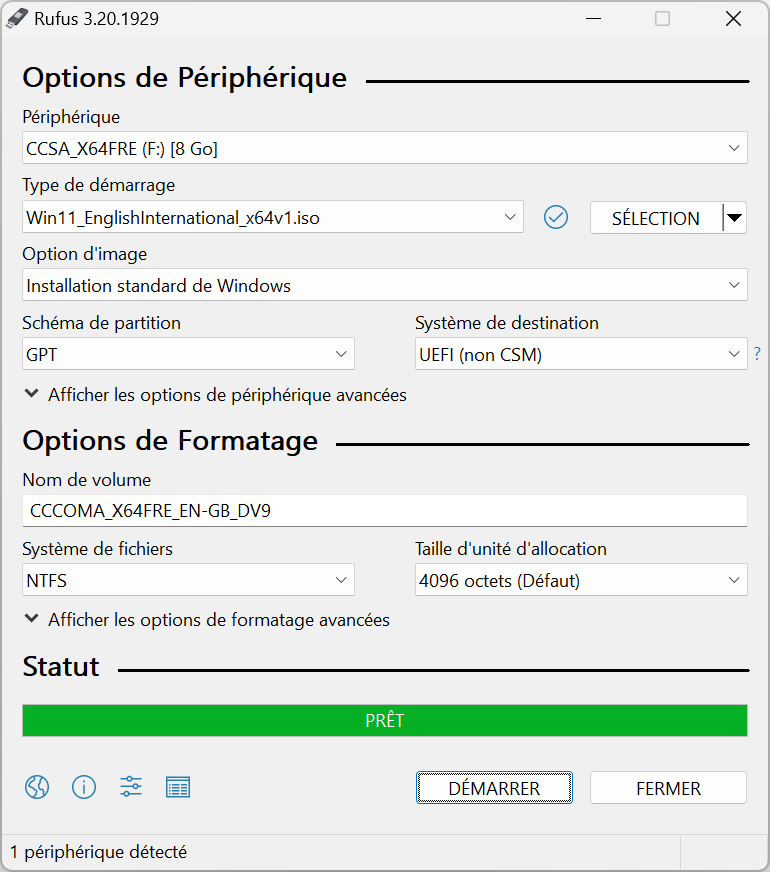 Rufus 3.20.1929
Options de Périphérique
Périphérique
CCSA_X64FRE (F:) [8 Go]
Type de démarrage
Win11_EnglishInternational_x64v1.iso
SÉLECTION
Option d'image
Installation standard de Windows
Schéma de partition
Système de destination
GPT
UEFI (non CSM)
?
Afficher les options de périphérique avancées
Options de Formatage
Nom de volume
CCCOMA_X64FRE_EN-GB_DV9
Système de fichiers
Taille d'unité d'allocation
NTFS
4096 octets (Défaut)
Afficher les options de formatage avancées
Statut
PRÊT
DÉMARRER
FERMER
1 périphérique détecté